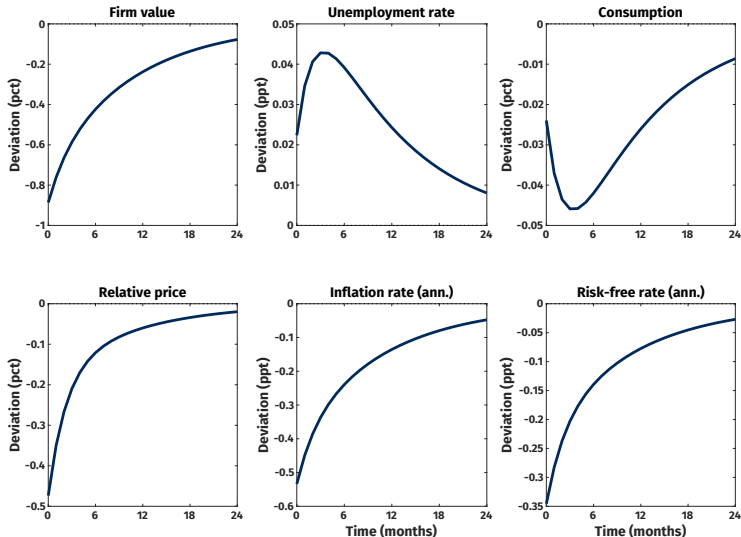 Firm value
0
-0.2
-0.4
-0.6
-0.8
-1
Deviation (pct)
0 6 12 18 24
Unemployment rate
0.05
0.04
0.03
0.02
0.01
0
Deviation (ppt)
0 6 12 18 24
Consumption
0
-0.01
-0.02
-0.03
-0.04
-0.05
Deviation (pct)
0 6 12 18 24
Relative price
0
-0.1
-0.2
-0.3
-0.4
-0.5
Deviation (pct)
0 6 12 18 24
Inflation rate (ann.)
0
-0.1
-0.2
-0.3
-0.4
-0.5
-0.6
Deviation (ppt)
0 6 12 18 24
Time (months)
Risk-free rate (ann.)
0
-0.05
-0.1
-0.15
-0.2
-0.25
-0.3
-0.35
Deviation (ppt)
0 6 12 18 24
Time (months)